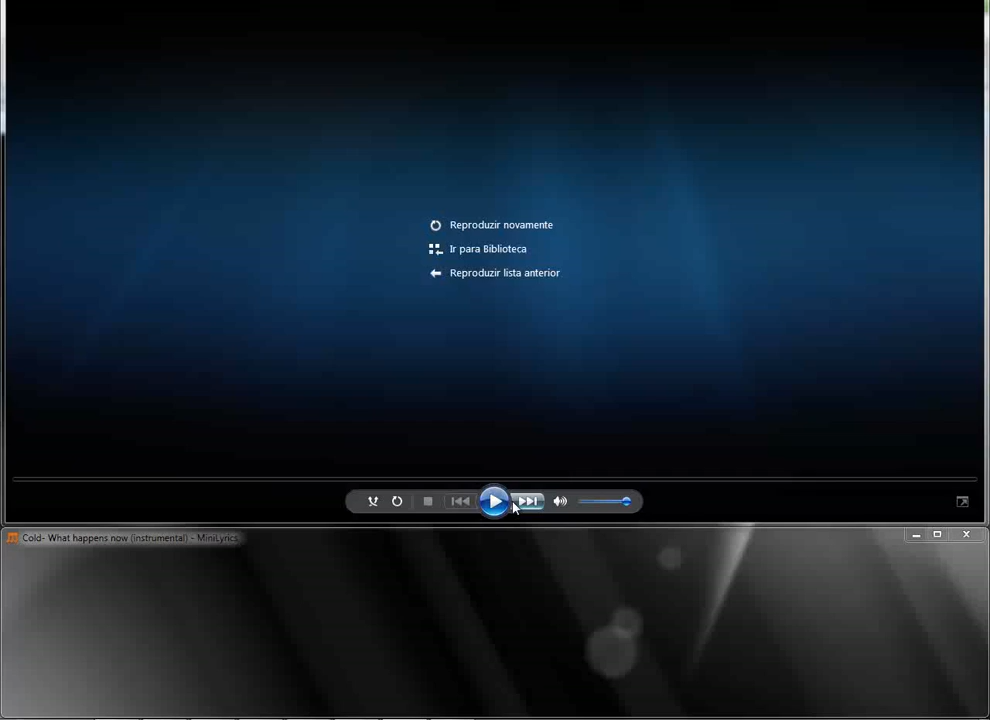 Reproduzir novamente
Ir para Biblioteca
Reproduzir lista anterior
Cold- What happens now (instrumental) - MiniLyrics